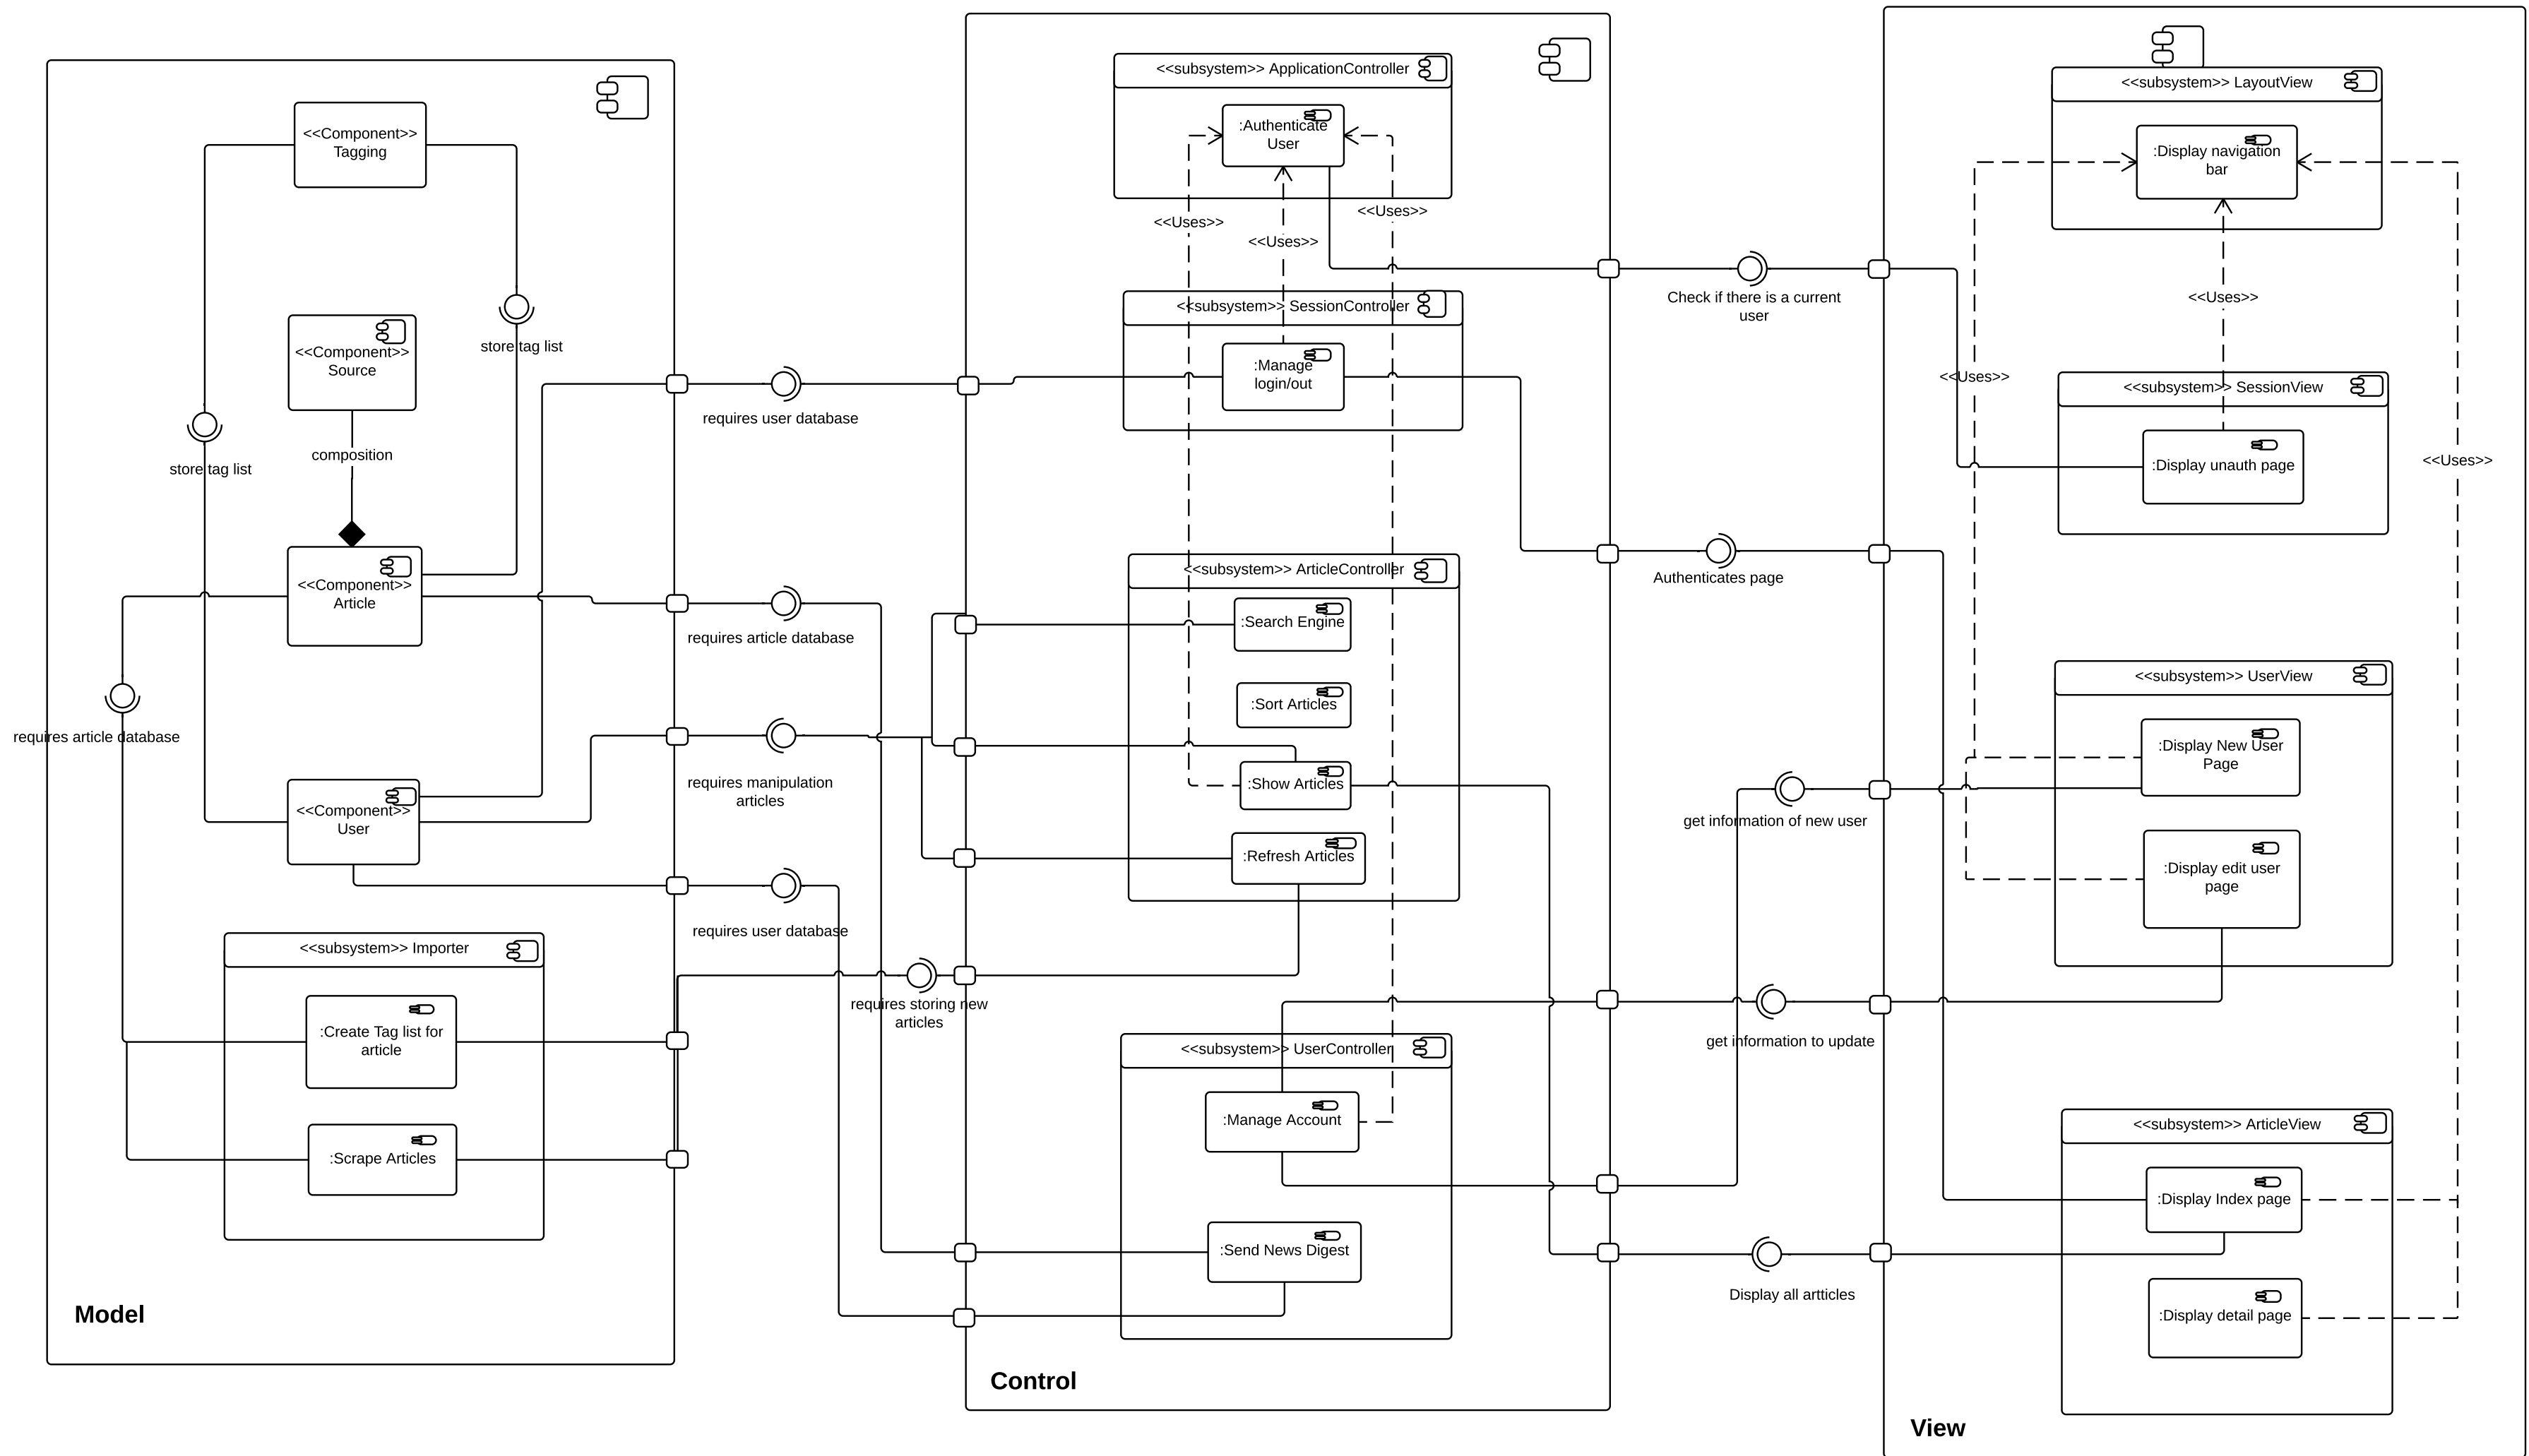 <<Component>>
Tagging
store tag list
<<Component>>
Source
store tag list
composition
<<Component>>
Article
requires article database
<<Component>>
User
<<subsystem>> Importer
:Create Tag list for
article
:Scrape Articles
Model
requires user database
requires article database
requires manipulation
articles
requires user database
requires storing new
articles
<<subsystem>> ApplicationController
:Authenticate
User
<<Uses>>
<<Uses>>
<<Uses>>
<<subsystem>> SessionController
:Manage
login/out
<<subsystem>> ArticleController
:Search Engine
:Sort Articles
:Show Articles
:Refresh Articles
<<subsystem>> UserController
:Manage Account
:Send News Digest
Control
Check if there is a current
user
Authenticates page
get information of new user
get information to update
Display all artticles
<<subsystem>> LayoutView
:Display navigation
bar
<<Uses>>
<<Uses>>
<<subsystem>> SessionView
:Display unauth page
<<Uses>>
<<subsystem>> UserView
:Display New User
Page
:Display edit user
page
<<subsystem>> ArticleView
:Display Index page
:Display detail page
View